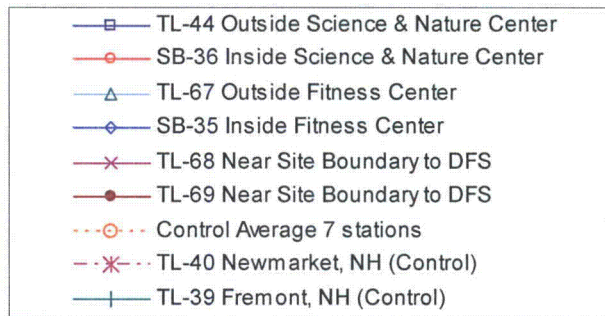 TL-44 Outside Science & Nature Center
SB-36 Inside Science & Nature Center
TL-67 Outside Fitness Center
SB-35 Inside Fitness Center
TL-68 Near Site Boundary to DFS
TL-69 Near Site Boundary to DFS
Control Average 7 stations
TL-40 Newmarket, NH (Control)
TL-39 Fremont, NH (Control)